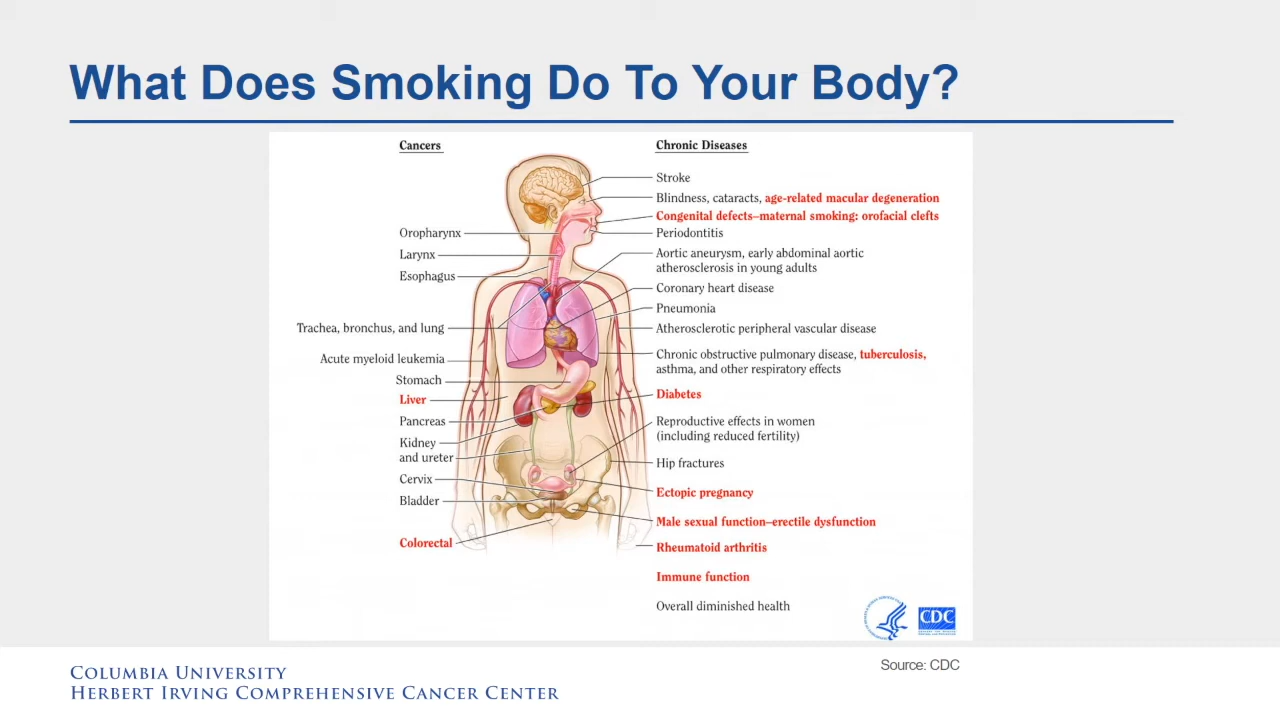 What Does Smoking Do To Your Body?
Cancers
Oropharynx
Larynx
Esophagus
Trachea, bronchus, and lung
Acute myeloid leukemia
Stomach
Liver
Pancreas
Kidney
and ureter
Cervix
Bladder
Colorectal
Chronic Diseases
Stroke
Blindness, cataracts, age-related macular degeneration
Congenital defects–maternal smoking: orofacial clefts
Periodontitis
Aortic aneurysm, early abdominal aortic
atherosclerosis in young adults
Coronary heart disease
Pneumonia
Atherosclerotic peripheral vascular disease
Chronic obstructive pulmonary disease, tuberculosis,
asthma, and other respiratory effects
Diabetes
Reproductive effects in women
(including reduced fertility)
Hip fractures
Ectopic pregnancy
Male sexual function–erectile dysfunction
Rheumatoid arthritis
Immune function
Overall diminished health
CDC
Source: CDC
COLUMBIA UNIVERSITY
HERBERT IRVING COMPREHENSIVE CANCER CENTER